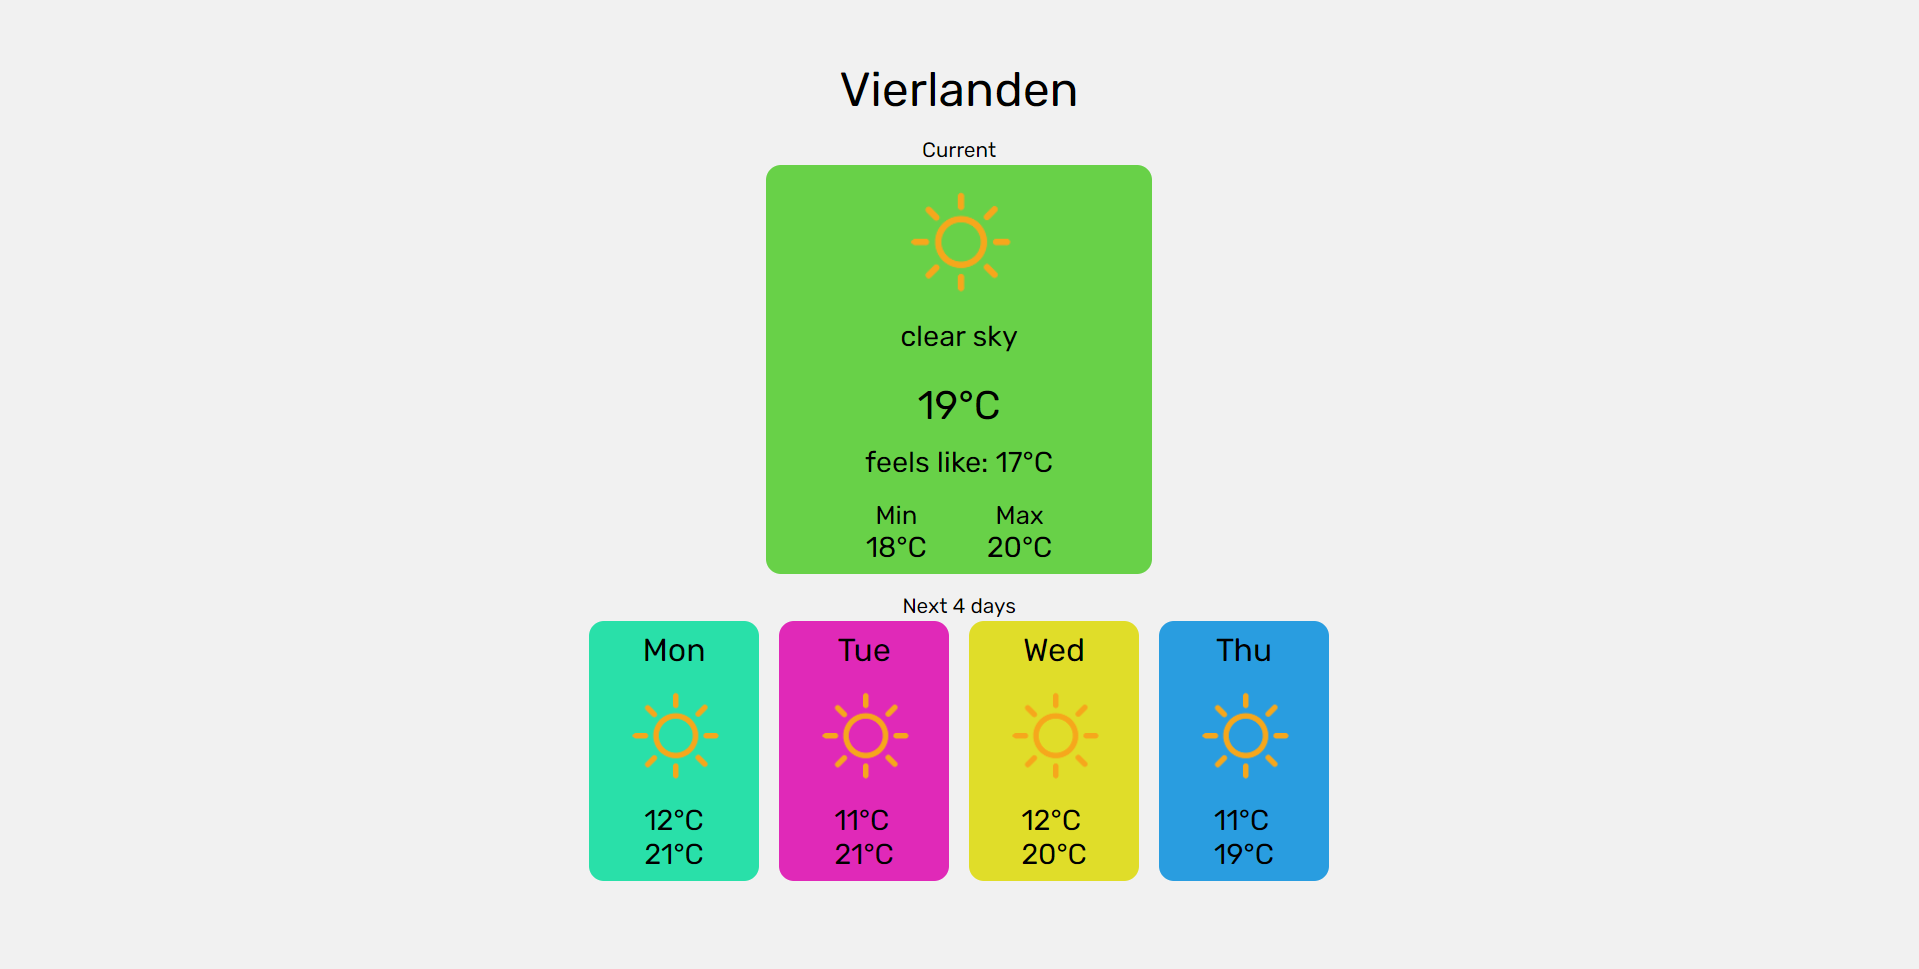 Vierlanden
Current
clear sky
19°C
feels like: 17°C
Min Max
18°C 20°C
Next 4 days
Mon Tue Wed Thu
12°C 11°C 12°C 11°C
21°C 21°C 20°C 19°C